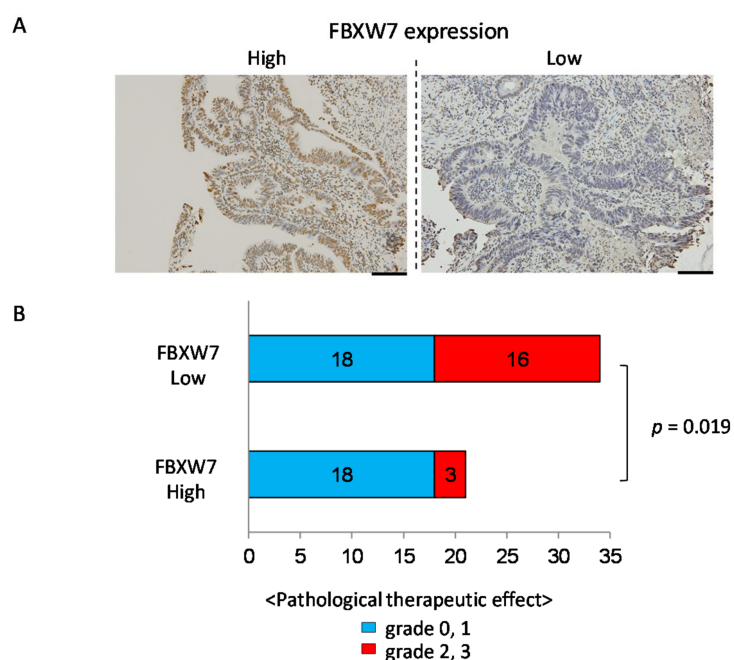 A
FBXW7 expression
High
Low
B
FBXW7
Low
18
16
p = 0.019
FBXW7
High
18
3
0 5 10 15 20 25 30 35
<Pathological therapeutic effect>
grade 0, 1
grade 2, 3